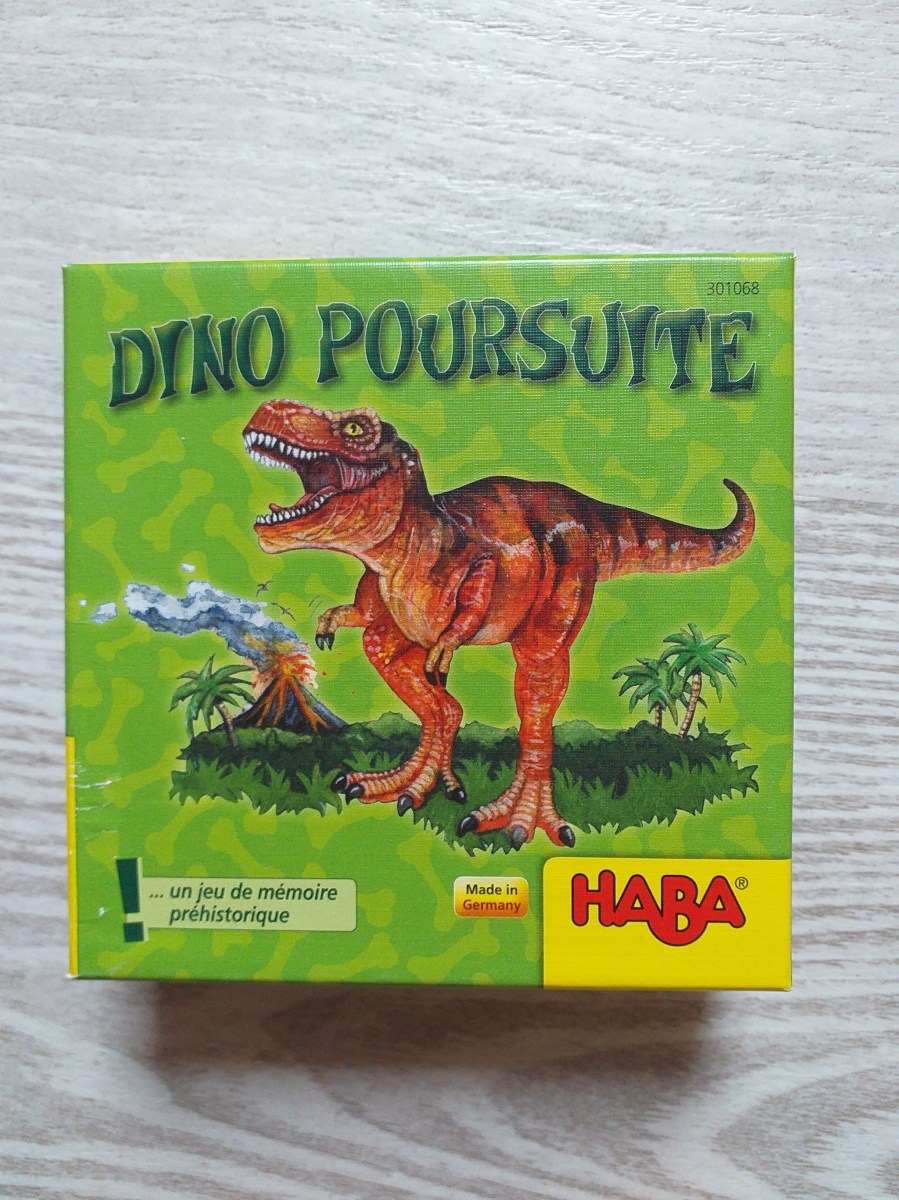 301068
DINO POURSUITE
... un jeu de mémoire
préhistorique
Made in
Germany
HABA®